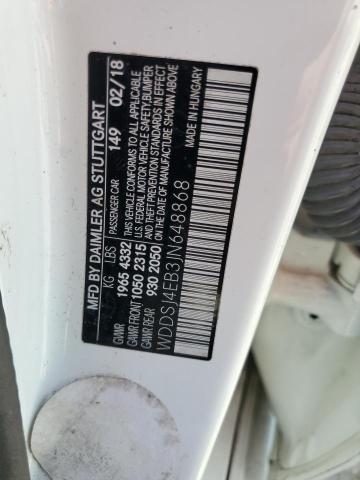 MFD BY DAIMLER AG STUTTGART
PASSENGER CAR 149 02/18
KG LBS
GVWR 1965 4332
GAWR FRONT 1050 2315
GAWR REAR 930 2050
THIS VEHICLE CONFORMS TO ALL APPLICABLE
U.S. FEDERAL MOTOR VEHICLE SAFETY, BUMPER
AND THEFT PREVENTION STANDARDS IN EFFECT
ON THE DATE OF MANUFACTURE SHOWN ABOVE
MADE IN HUNGARY
WDDSJ4EB3JN648868